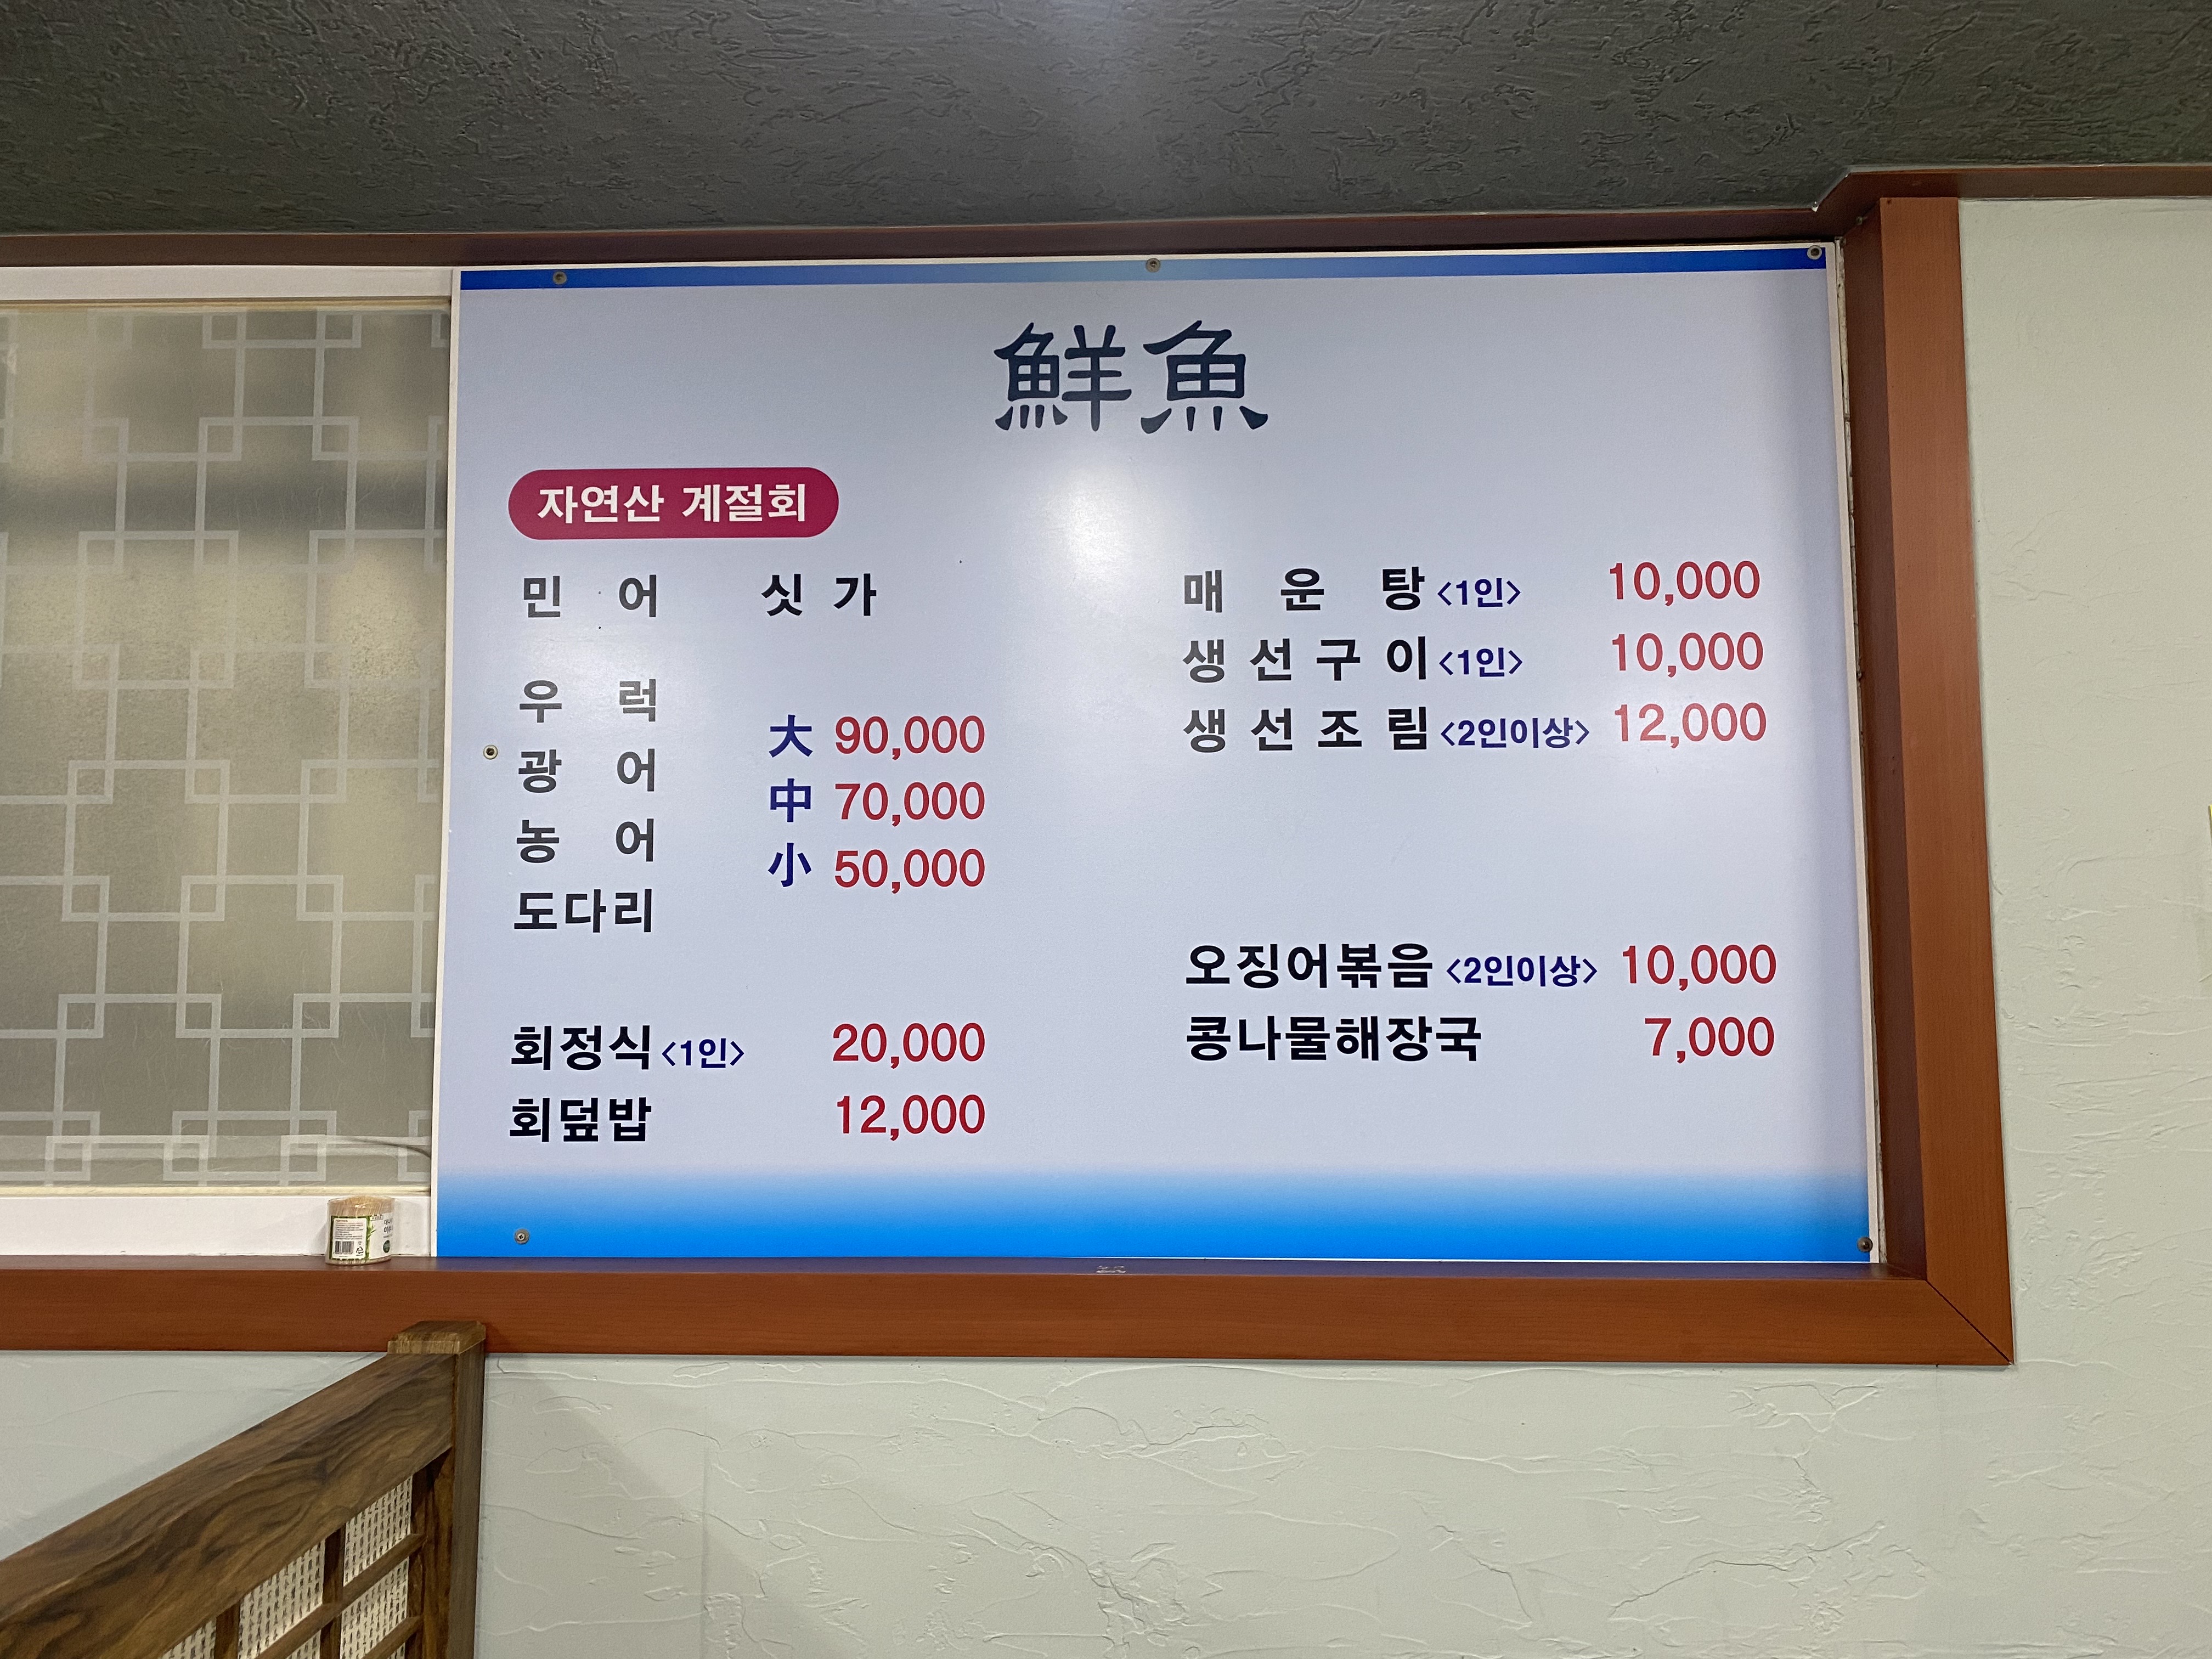 鮮魚
자연산 계절회
민 어 싯 가
우 럭
광 어
농 어
도다리
大 90,000
中 70,000
小 50,000
회정식<1인> 20,000
회덮밥 12,000
매 운 탕<1인> 10,000
생 선 구 이<1인> 10,000
생 선 조 림<2인이상> 12,000
오징어볶음<2인이상> 10,000
콩나물해장국 7,000